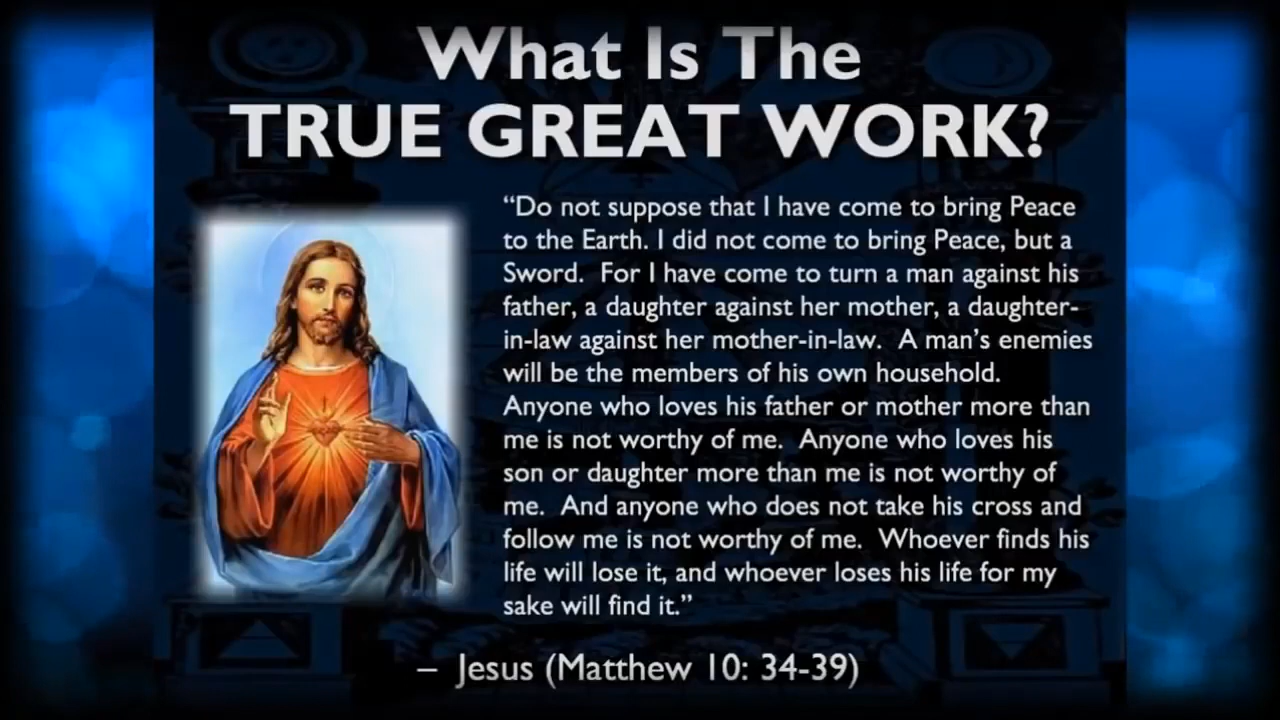 What Is The
TRUE GREAT WORK?
“Do not suppose that I have come to bring Peace
to the Earth. I did not come to bring Peace, but a
Sword.  For I have come to turn a man against his
father, a daughter against her mother, a daughter-
in-law against her mother-in-law.  A man’s enemies
will be the members of his own household.
Anyone who loves his father or mother more than
me is not worthy of me.  Anyone who loves his
son or daughter more than me is not worthy of
me.  And anyone who does not take his cross and
follow me is not worthy of me.  Whoever finds his
life will lose it, and whoever loses his life for my
sake will find it.”
– Jesus (Matthew 10: 34-39)